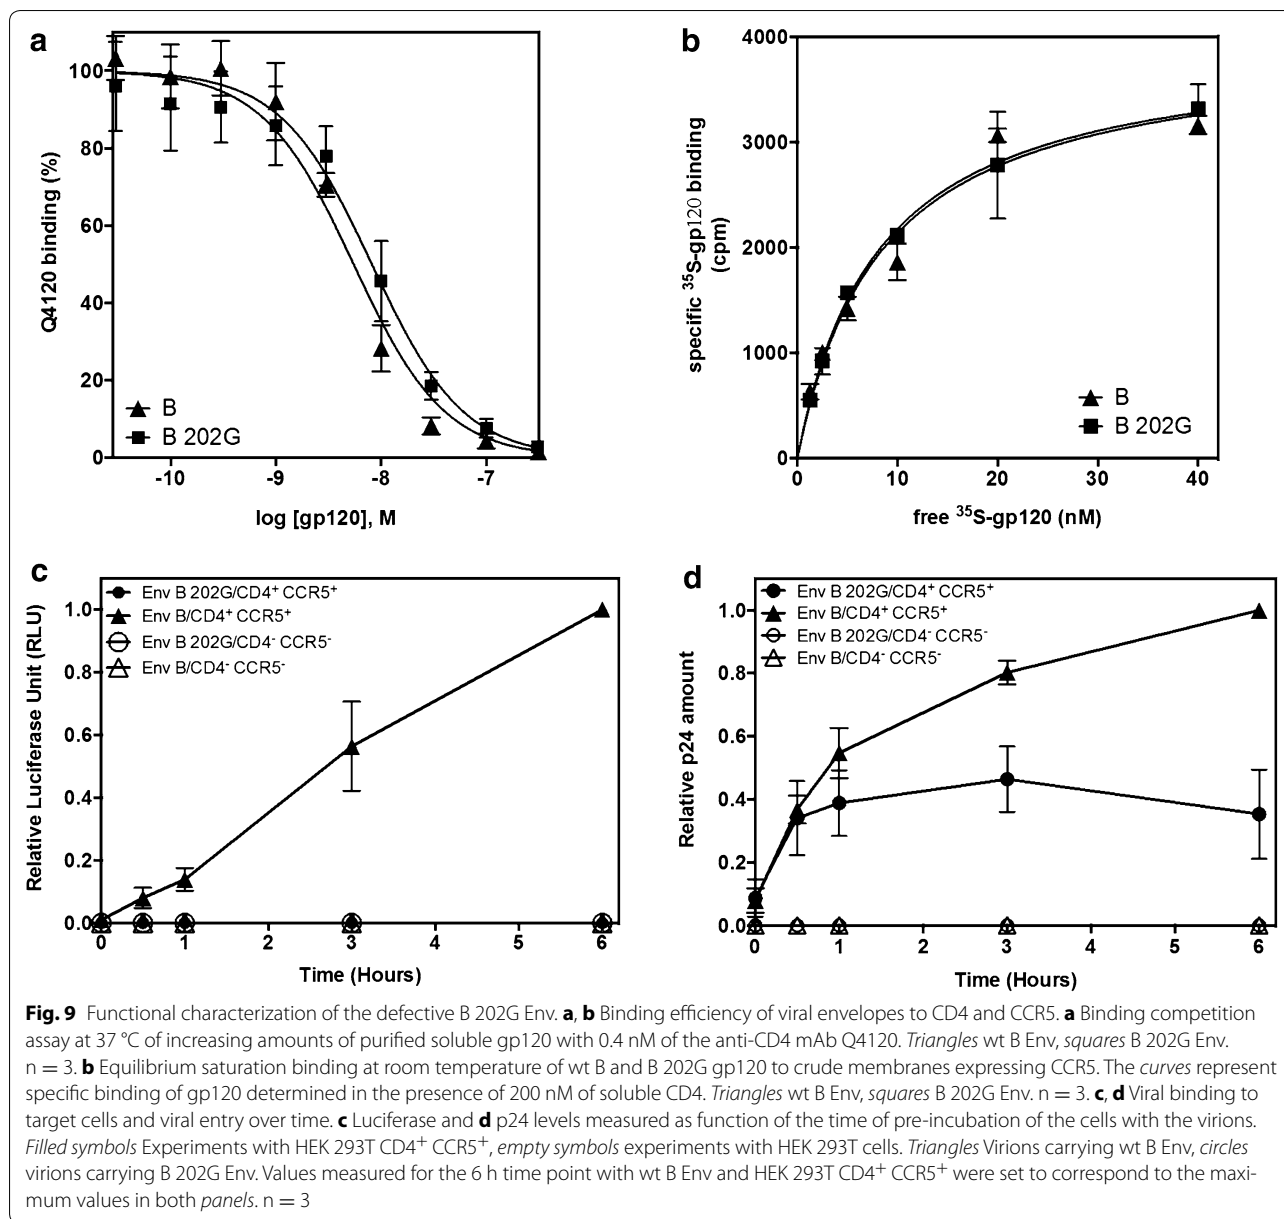 a
100
80
60
40
20
0
Q4120 binding (%)
B
B 202G
-10 -9 -8 -7
log [gp120], M
b
4000
3000
2000
1000
0
specific ³⁵S-gp120 binding
(cpm)
B
B 202G
0 10 20 30 40
free ³⁵S-gp120 (nM)
c
Env B 202G/CD4⁺ CCR5⁺
Env B/CD4⁺ CCR5⁺
Env B 202G/CD4⁻ CCR5⁻
Env B/CD4⁻ CCR5⁻
1.0
0.8
0.6
0.4
0.2
0.0
Relative Luciferase Unit (RLU)
0 1 2 3 4 5 6
Time (Hours)
d
Env B 202G/CD4⁺ CCR5⁺
Env B/CD4⁺ CCR5⁺
Env B 202G/CD4⁻ CCR5⁻
Env B/CD4⁻ CCR5⁻
1.0
0.8
0.6
0.4
0.2
0.0
Relative p24 amount
0 1 2 3 4 5 6
Time (Hours)
Fig. 9 Functional characterization of the defective B 202G Env. a, b Binding efficiency of viral envelopes to CD4 and CCR5. a Binding competition
assay at 37 °C of increasing amounts of purified soluble gp120 with 0.4 nM of the anti-CD4 mAb Q4120. Triangles wt B Env, squares B 202G Env.
n = 3. b Equilibrium saturation binding at room temperature of wt B and B 202G gp120 to crude membranes expressing CCR5. The curves represent
specific binding of gp120 determined in the presence of 200 nM of soluble CD4. Triangles wt B Env, squares B 202G Env. n = 3. c, d Viral binding to
target cells and viral entry over time. c Luciferase and d p24 levels measured as function of the time of pre-incubation of the cells with the virions.
Filled symbols Experiments with HEK 293T CD4⁺ CCR5⁺, empty symbols experiments with HEK 293T cells. Triangles Virions carrying wt B Env, circles
virions carrying B 202G Env. Values measured for the 6 h time point with wt B Env and HEK 293T CD4⁺ CCR5⁺ were set to correspond to the maxi-
mum values in both panels. n = 3